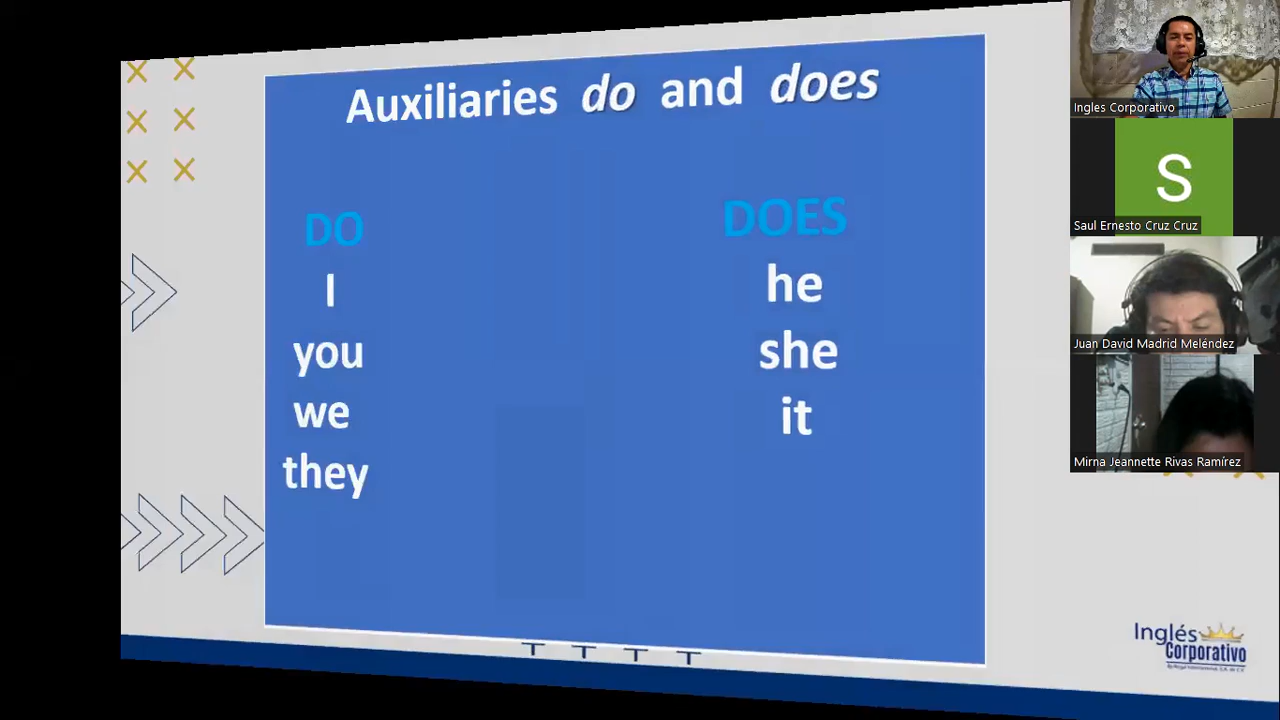 Auxiliaries do and does
DO
I
you
we
they
DOES
he
she
it
Ingles Corporativo
S
Saul Ernesto Cruz Cruz
Juan David Madrid Meléndez
Mirna Jeannette Rivas Ramírez
Inglés
Corporativo